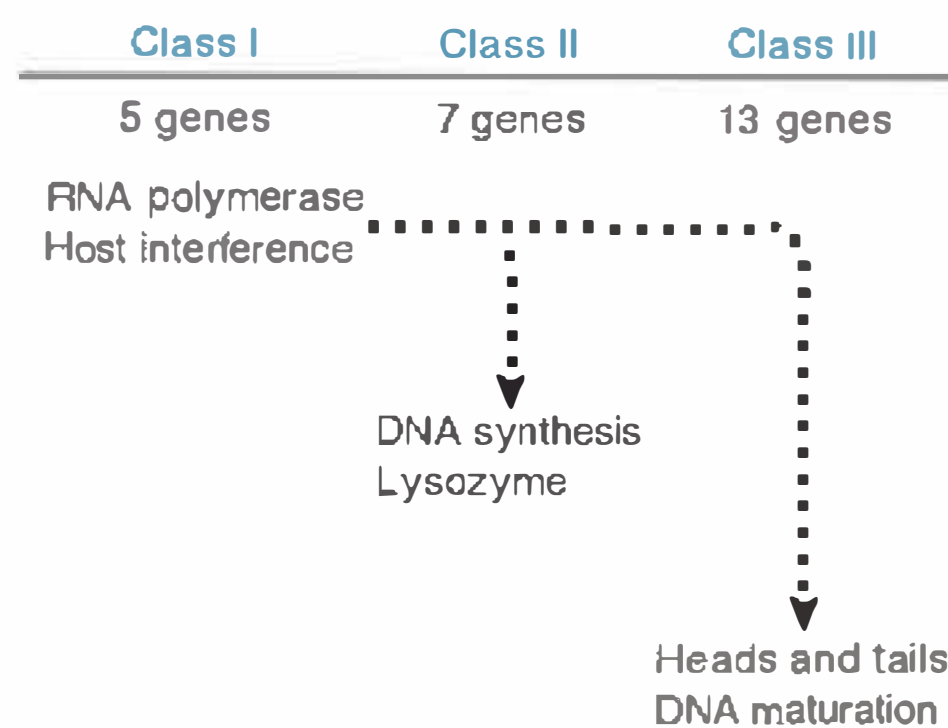 Class I Class II Class III
5 genes 7 genes 13 genes
RNA polymerase
Host interference
DNA synthesis
Lysozyme
Heads and tails
DNA maturation